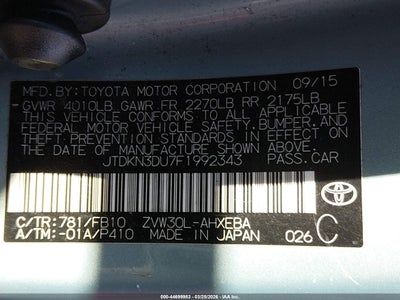 MFD.BY:TOYOTA MOTOR CORPORATION 09/15
GVWR 4010LB GAWR FR 2270LB RR 2175LB
THIS VEHICLE CONFORMS TO ALL APPLICABLE
FEDERAL MOTOR VEHICLE SAFETY AND
THEFT PREVENTION STANDARDS IN EFFECT ON
THE DATE OF MANUFACTURE SHOWN ABOVE.
JTDKN3DU7F1992343 PASS.CAR
C/TR:781/FB10 ZVW30L-AHXEBA
A/TM:-01A/P410 MADE IN JAPAN 026 C
TOYOTA
#002-44699983 | 03/25/2026 | IAA, Inc.